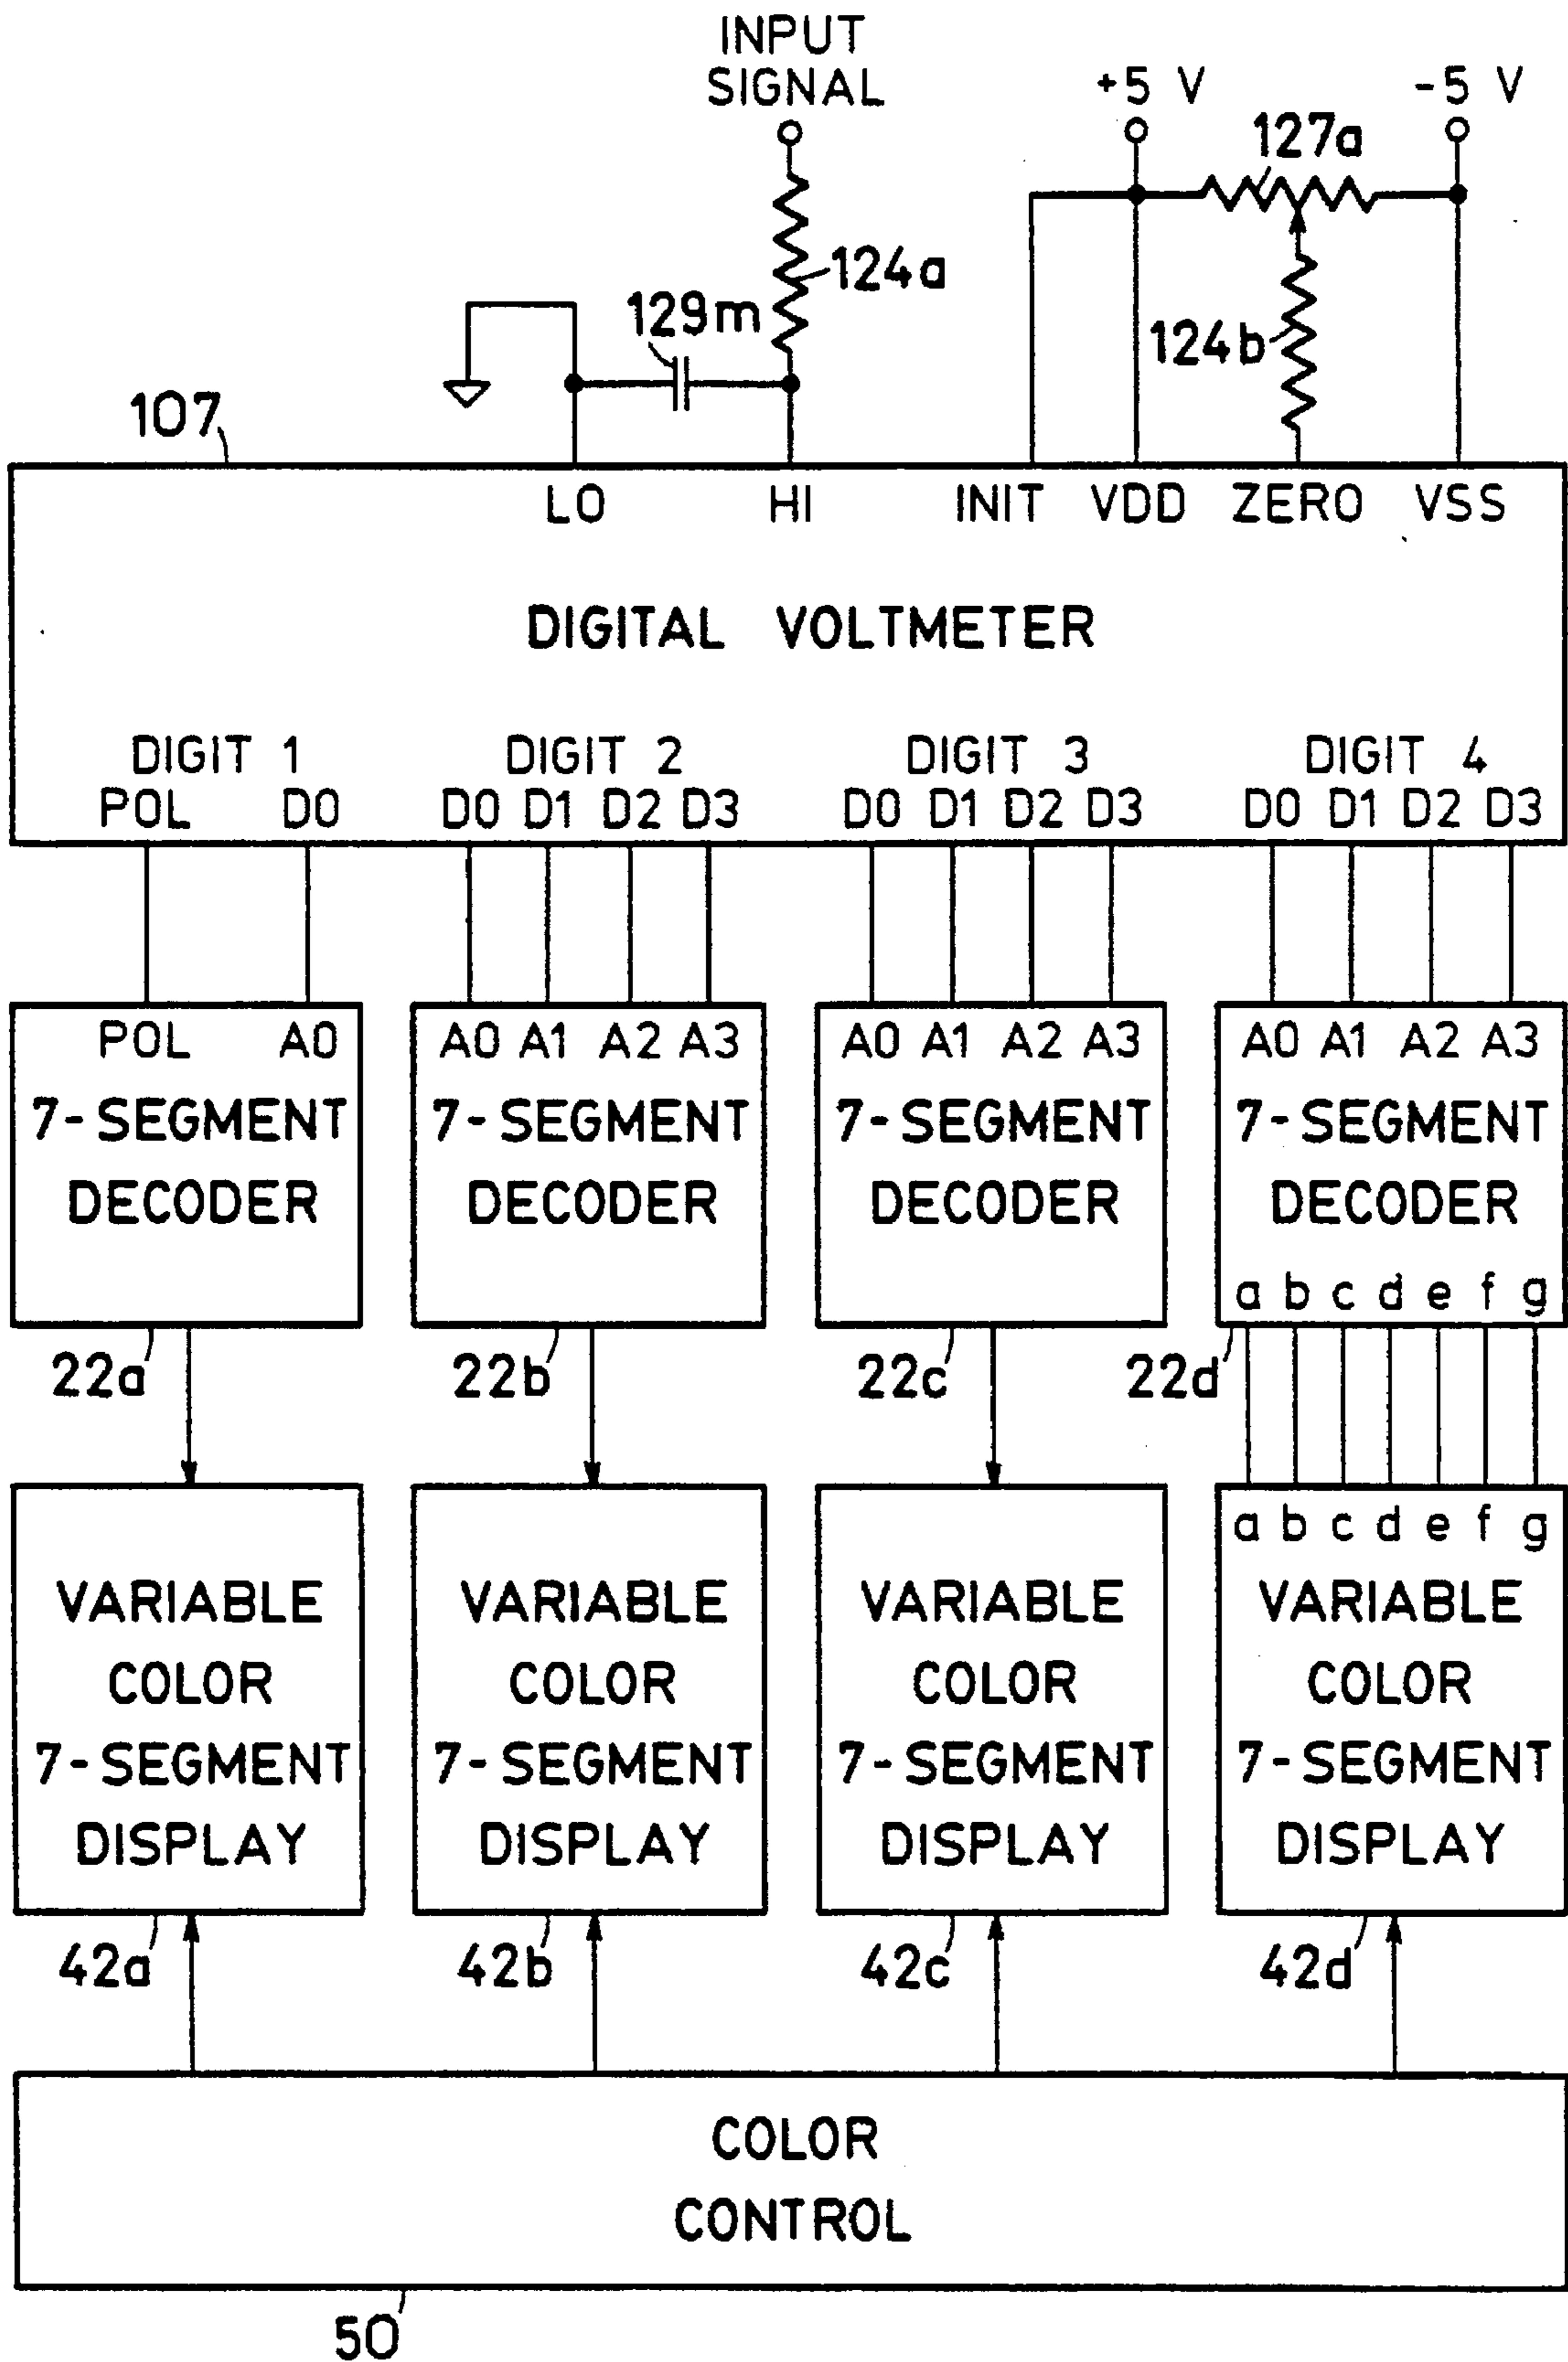 INPUT
SIGNAL
+5 V
-5 V
127a
124a
129m
124b
107
LO HI INIT VDD ZERO VSS
DIGITAL VOLTMETER
DIGIT 1 DIGIT 2 DIGIT 3 DIGIT 4
POL D0 D0 D1 D2 D3 D0 D1 D2 D3 D0 D1 D2 D3
POL A0 A0 A1 A2 A3 A0 A1 A2 A3 A0 A1 A2 A3
7-SEGMENT 7-SEGMENT 7-SEGMENT 7-SEGMENT
DECODER DECODER DECODER DECODER
a b c d e f g
22a 22b 22c 22d
a b c d e f g
VARIABLE VARIABLE VARIABLE VARIABLE
COLOR COLOR COLOR COLOR
7-SEGMENT 7-SEGMENT 7-SEGMENT 7-SEGMENT
DISPLAY DISPLAY DISPLAY DISPLAY
42a 42b 42c 42d
COLOR
CONTROL
50